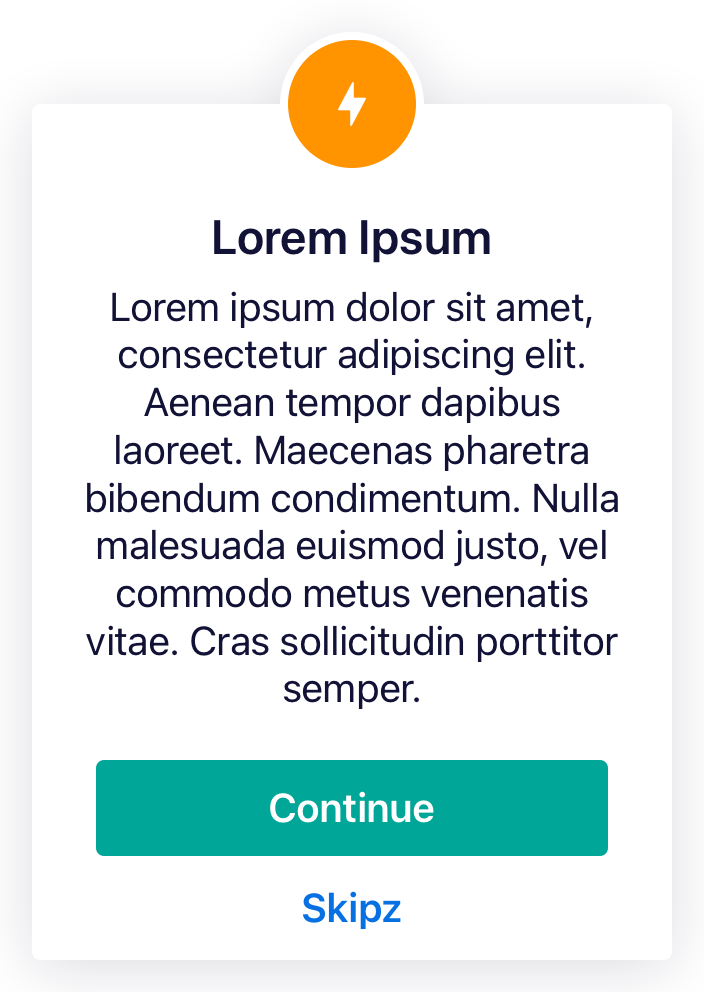 Lorem Ipsum
Lorem ipsum dolor sit amet,
consectetur adipiscing elit.
Aenean tempor dapibus
laoreet. Maecenas pharetra
bibendum condimentum. Nulla
malesuada euismod justo, vel
commodo metus venenatis
vitae. Cras sollicitudin porttitor
semper.
Continue
Skipz